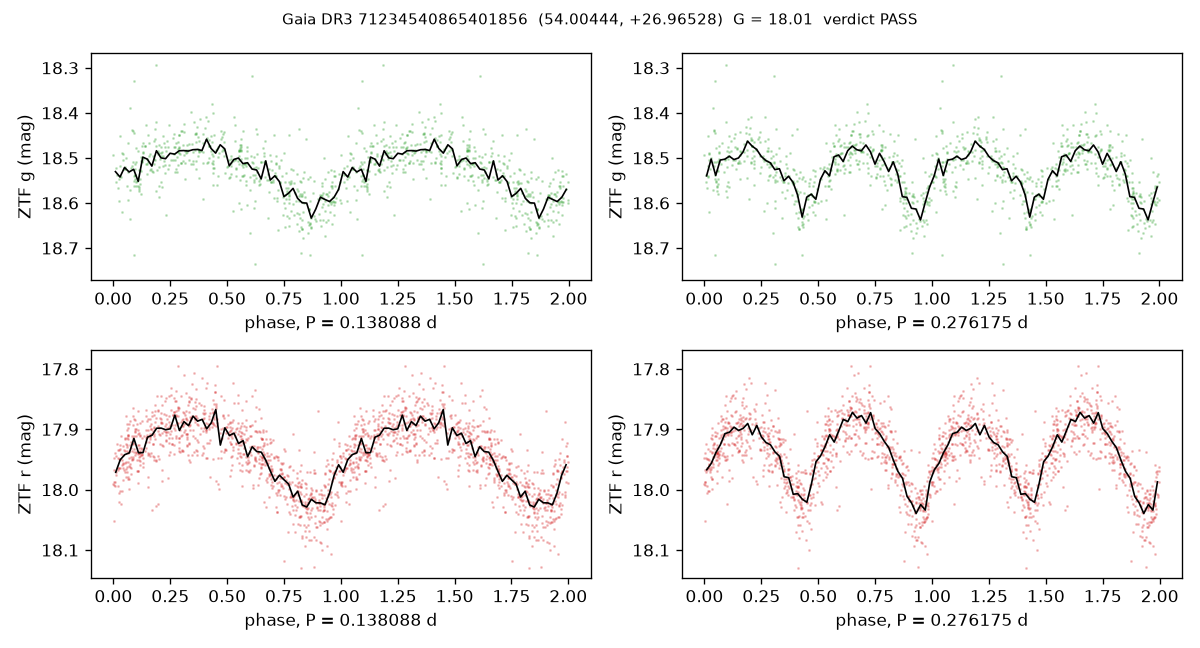 Gaia DR3 71234540865401856 (54.00444, +26.96528) G = 18.01 verdict PASS
ZTF g (mag)
18.3
18.4
18.5
18.6
18.7
0.00 0.25 0.50 0.75 1.00 1.25 1.50 1.75 2.00
phase, P = 0.138088 d
ZTF g (mag)
18.3
18.4
18.5
18.6
18.7
0.00 0.25 0.50 0.75 1.00 1.25 1.50 1.75 2.00
phase, P = 0.276175 d
ZTF r (mag)
17.8
17.9
18.0
18.1
0.00 0.25 0.50 0.75 1.00 1.25 1.50 1.75 2.00
phase, P = 0.138088 d
ZTF r (mag)
17.8
17.9
18.0
18.1
0.00 0.25 0.50 0.75 1.00 1.25 1.50 1.75 2.00
phase, P = 0.276175 d